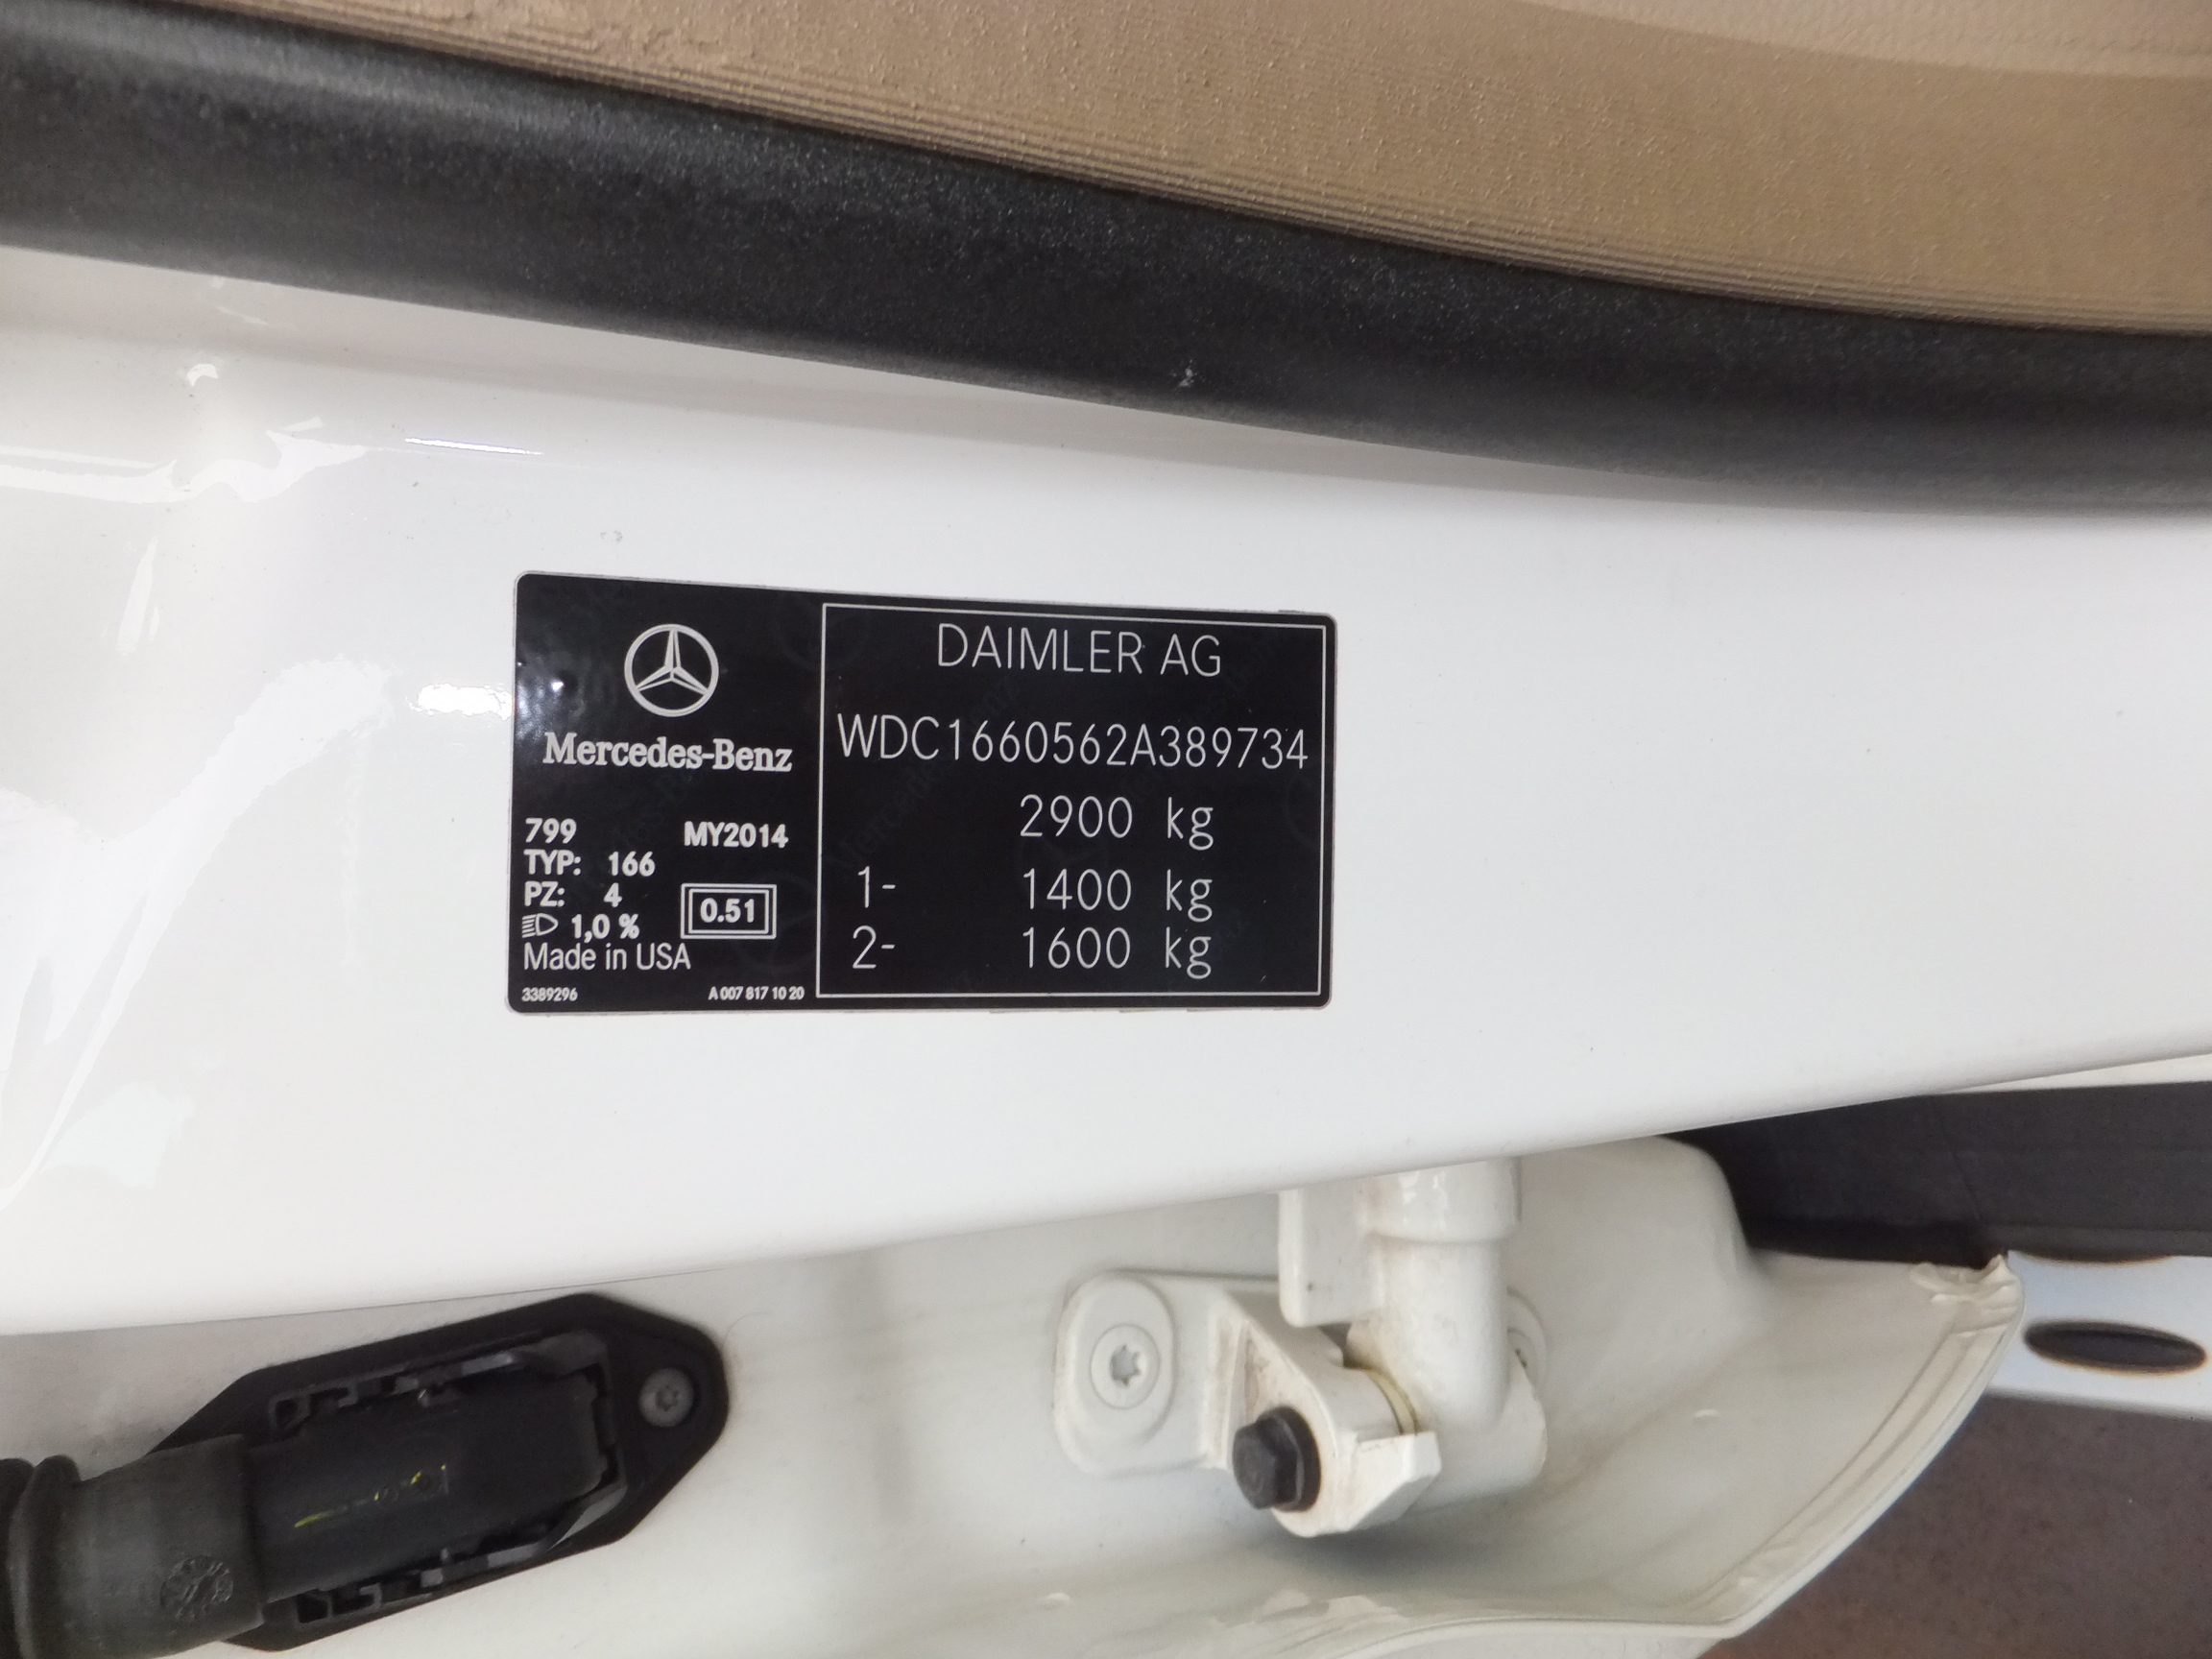 Mercedes-Benz
799 MY2014
TYP: 166
PZ: 4
1,0 % 0.51
Made in USA
3389296 A 007 817 10 20
DAIMLER AG
WDC1660562A389734
2900 kg
1- 1400 kg
2- 1600 kg